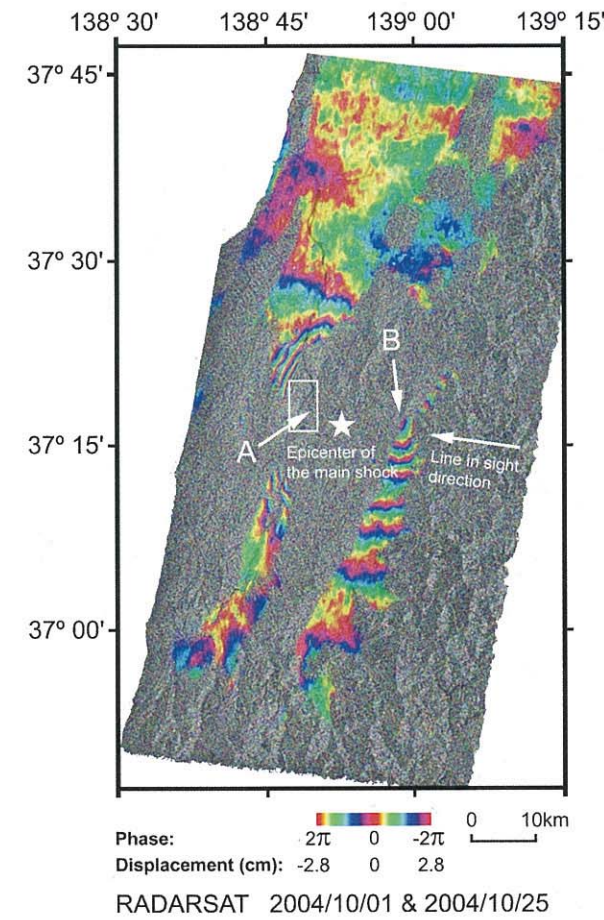 138º 30' 138º 45' 139º 00' 139º 15'
37º 45'
37º 30'
B
A
37º 15'
Epicenter of
the main shock
Line in sight
direction
37º 00'
0 10km
Phase: 2π 0 -2π
Displacement (cm): -2.8 0 2.8
RADARSAT 2004/10/01 & 2004/10/25